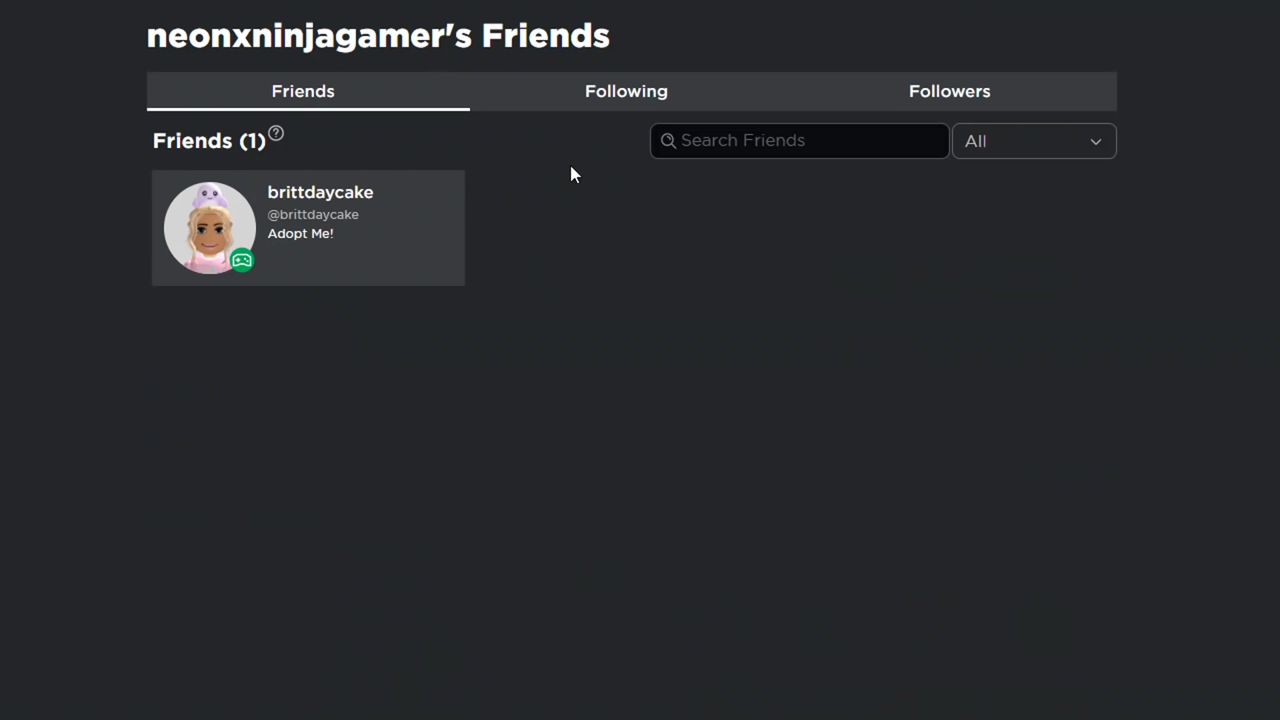 neonxninjagamer's Friends
Friends
Following
Followers
Friends (1)
Search Friends
All
brittdaycake
@brittdaycake
Adopt Me!